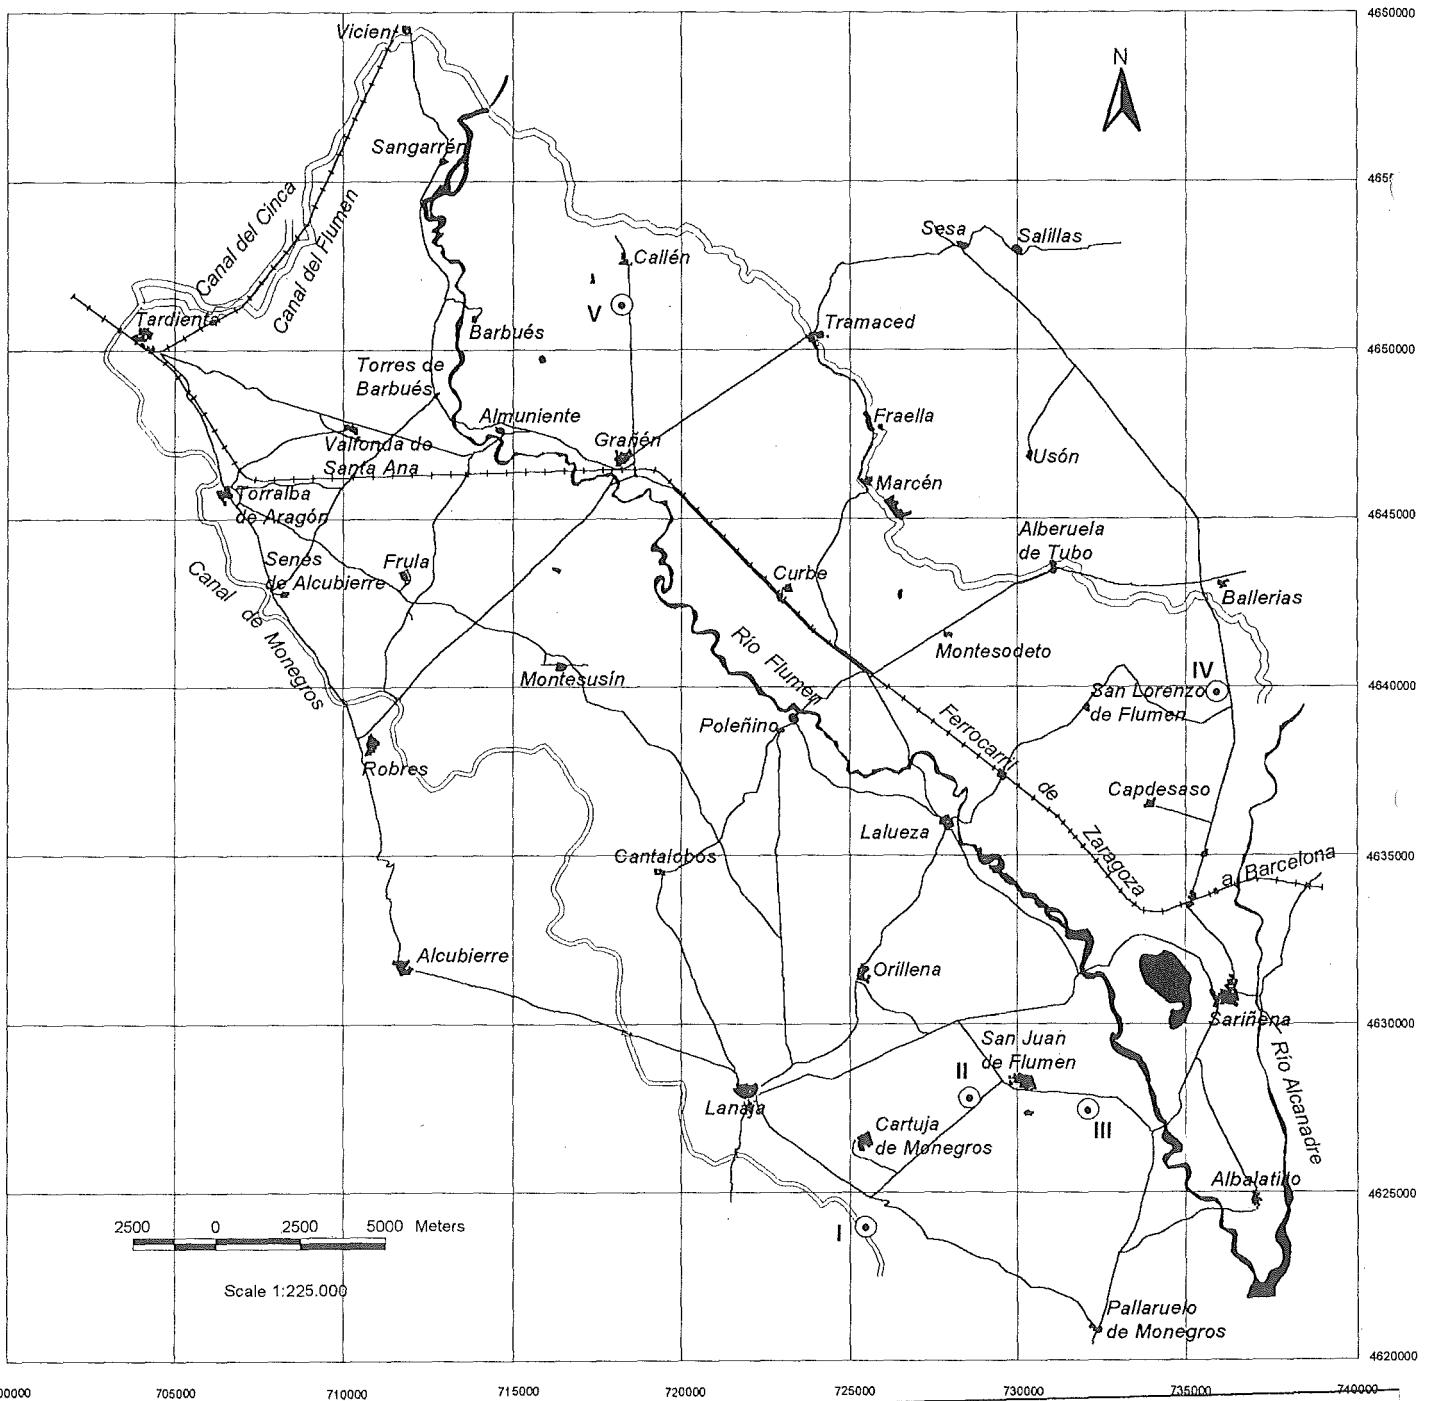 4650000
Vicien
N
Sangarrén
465
Canal del Cinca
Canal del Flumen
Sesa
Salillas
Callén
V
Tardienta
Barbués
Tramaced
4650000
Torres de
Barbués
Almuniente
Fraella
Valfonda de
Santa Ana
Grañén
Usón
Marcén
Torralba
de Aragón
4645000
Alberuela
de Tubo
Senés
de Alcubierre
Frula
Curbe
Ballerias
Canal de Monegros
Río Flumen
Montesodeto
IV
Montesusín
San Lorenzo
de Flumen
4640000
Poleñino
Ferrocarril de Zaragoza a Barcelona
Robres
Capdesaso
Lalueza
Cantalobos
4635000
Alcubierre
Orillena
Sariñena
4630000
San Juan
de Flumen
II
Río Alcanadre
Lanaja
Cartuja
de Monegros
III
Albalatillo
4625000
2500 0 2500 5000 Meters
I
Scale 1:225.000
Pallaruelo
de Monegros
4620000
00000 705000 710000 715000 720000 725000 730000 735000 740000